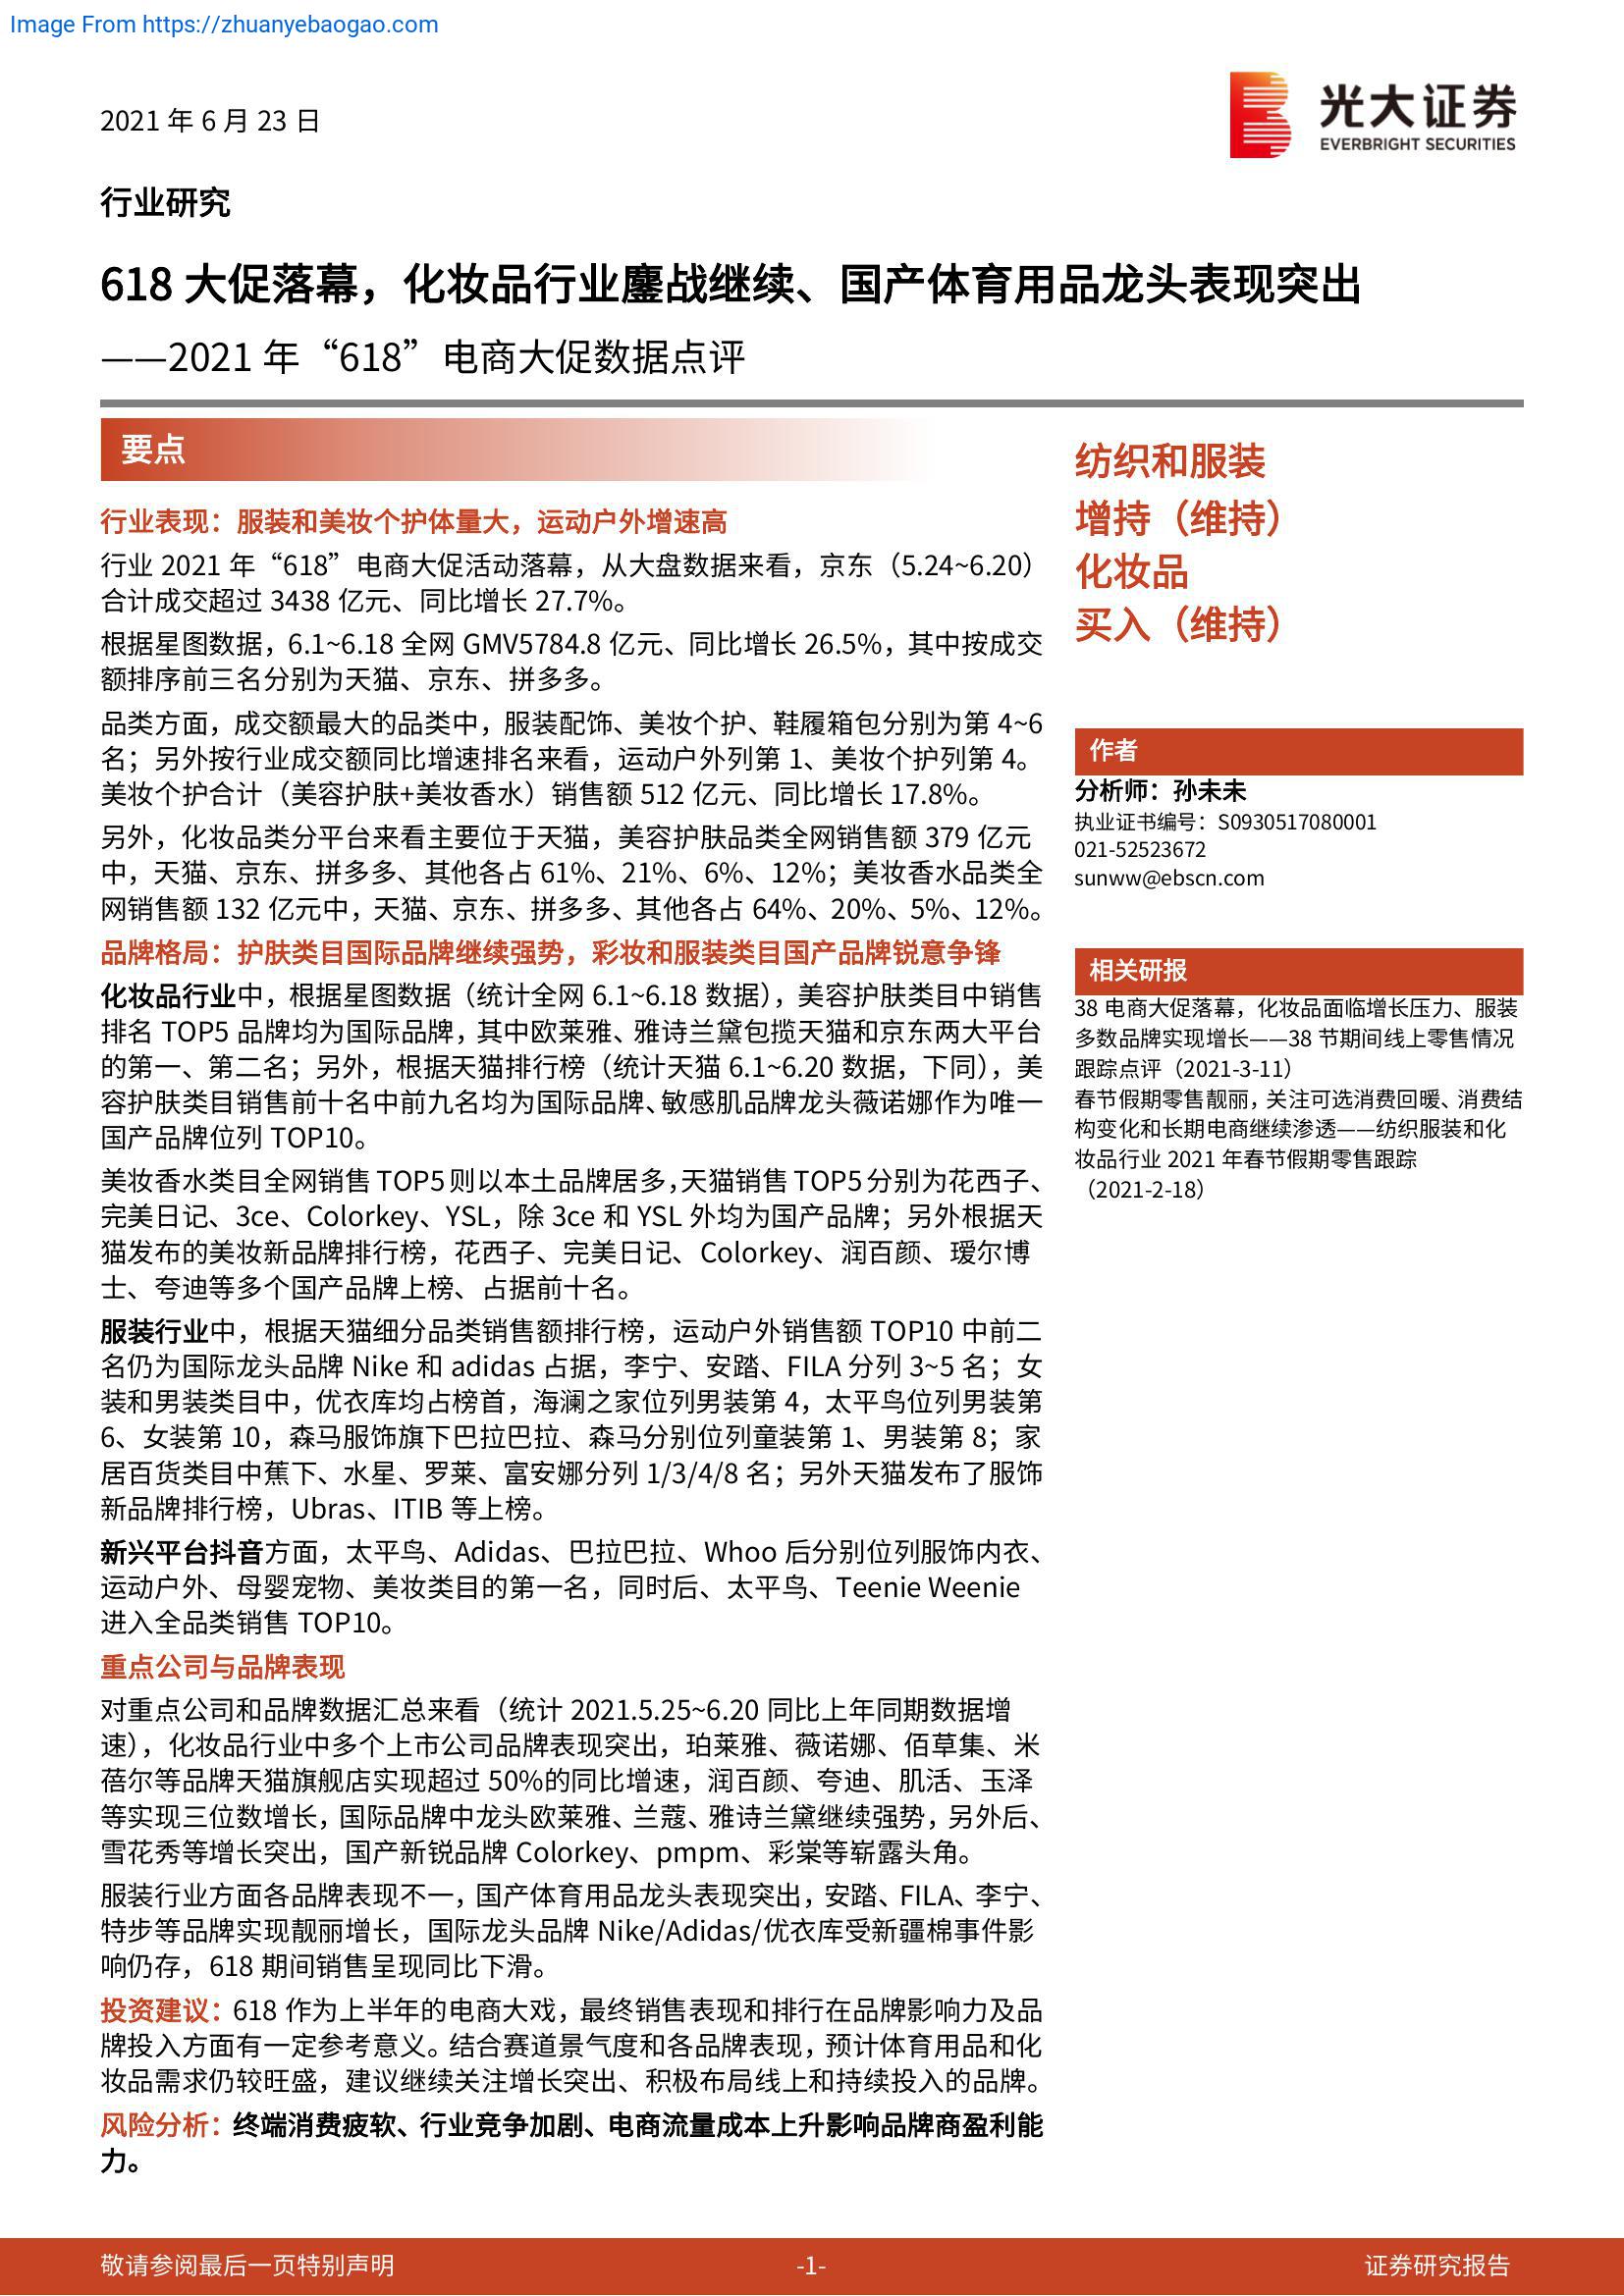 Image From https://zhuanyebaogao.com
2021 年 6 月 23 日
光大证券
EVERBRIGHT SECURITIES
行业研究
618 大促落幕，化妆品行业鏖战继续、国产体育用品龙头表现突出
——2021 年“618”电商大促数据点评
要点
行业表现：服装和美妆个护体量大，运动户外增速高
行业 2021 年“618”电商大促活动落幕，从大盘数据来看，京东（5.24~6.20）
合计成交超过 3438 亿元、同比增长 27.7%。
根据星图数据，6.1~6.18 全网 GMV5784.8 亿元、同比增长 26.5%，其中按成交
额排序前三名分别为天猫、京东、拼多多。
品类方面，成交额最大的品类中，服装配饰、美妆个护、鞋履箱包分别为第 4~6
名；另外按行业成交额同比增速排名来看，运动户外列第 1、美妆个护列第 4。
美妆个护合计（美容护肤+美妆香水）销售额 512 亿元、同比增长 17.8%。
另外，化妆品类分平台来看主要位于天猫，美容护肤品类全网销售额 379 亿元
中，天猫、京东、拼多多、其他各占 61%、21%、6%、12%；美妆香水品类全
网销售额 132 亿元中，天猫、京东、拼多多、其他各占 64%、20%、5%、12%。
品牌格局：护肤类目国际品牌继续强势，彩妆和服装类目国产品牌锐意争锋
化妆品行业中，根据星图数据（统计全网 6.1~6.18 数据），美容护肤类目中销售
排名 TOP5 品牌均为国际品牌，其中欧莱雅、雅诗兰黛包揽天猫和京东两大平台
的第一、第二名；另外，根据天猫排行榜（统计天猫 6.1~6.20 数据，下同），美
容护肤类目销售前十名中前九名均为国际品牌、敏感肌品牌龙头薇诺娜作为唯一
国产品牌位列 TOP10。
美妆香水类目全网销售 TOP5 则以本土品牌居多，天猫销售 TOP5 分别为花西子、
完美日记、3ce、Colorkey、YSL，除 3ce 和 YSL 外均为国产品牌；另外根据天
猫发布的美妆新品牌排行榜，花西子、完美日记、Colorkey、润百颜、瑷尔博
士、夸迪等多个国产品牌上榜、占据前十名。
服装行业中，根据天猫细分品类销售额排行榜，运动户外销售额 TOP10 中前二
名仍为国际龙头品牌 Nike 和 adidas 占据，李宁、安踏、FILA 分列 3~5 名；女
装和男装类目中，优衣库均占榜首，海澜之家位列男装第 4，太平鸟位列男装第
6、女装第 10，森马服饰旗下巴拉巴拉、森马分别位列童装第 1、男装第 8；家
居百货类目中蕉下、水星、罗莱、富安娜分列 1/3/4/8 名；另外天猫发布了服饰
新品牌排行榜，Ubras、ITIB 等上榜。
新兴平台抖音方面，太平鸟、Adidas、巴拉巴拉、Whoo 后分别位列服饰内衣、
运动户外、母婴宠物、美妆类目的第一名，同时后、太平鸟、Teenie Weenie
进入全品类销售 TOP10。
重点公司与品牌表现
对重点公司和品牌数据汇总来看（统计 2021.5.25~6.20 同比上年同期数据增
速），化妆品行业中多个上市公司品牌表现突出，珀莱雅、薇诺娜、佰草集、米
蓓尔等品牌天猫旗舰店实现超过 50%的同比增速，润百颜、夸迪、肌活、玉泽
等实现三位数增长，国际品牌中龙头欧莱雅、兰蔻、雅诗兰黛继续强势，另外后、
雪花秀等增长突出，国产新锐品牌 Colorkey、pmpm、彩棠等崭露头角。
服装行业方面各品牌表现不一，国产体育用品龙头表现突出，安踏、FILA、李宁、
特步等品牌实现靓丽增长，国际龙头品牌 Nike/Adidas/优衣库受新疆棉事件影
响仍存，618 期间销售呈现同比下滑。
投资建议：618 作为上半年的电商大戏，最终销售表现和排行在品牌影响力及品
牌投入方面有一定参考意义。结合赛道景气度和各品牌表现，预计体育用品和化
妆品需求仍较旺盛，建议继续关注增长突出、积极布局线上和持续投入的品牌。
风险分析：终端消费疲软、行业竞争加剧、电商流量成本上升影响品牌商盈利能
力。
纺织和服装
增持（维持）
化妆品
买入（维持）
作者
分析师：孙未未
执业证书编号：S0930517080001
021-52523672
sunww@ebscn.com
相关研报
38 电商大促落幕，化妆品面临增长压力、服装
多数品牌实现增长——38 节期间线上零售情况
跟踪点评（2021-3-11）
春节假期零售靓丽，关注可选消费回暖、消费结
构变化和长期电商继续渗透——纺织服装和化
妆品行业 2021 年春节假期零售跟踪
（2021-2-18）
敬请参阅最后一页特别声明
-1-
证券研究报告